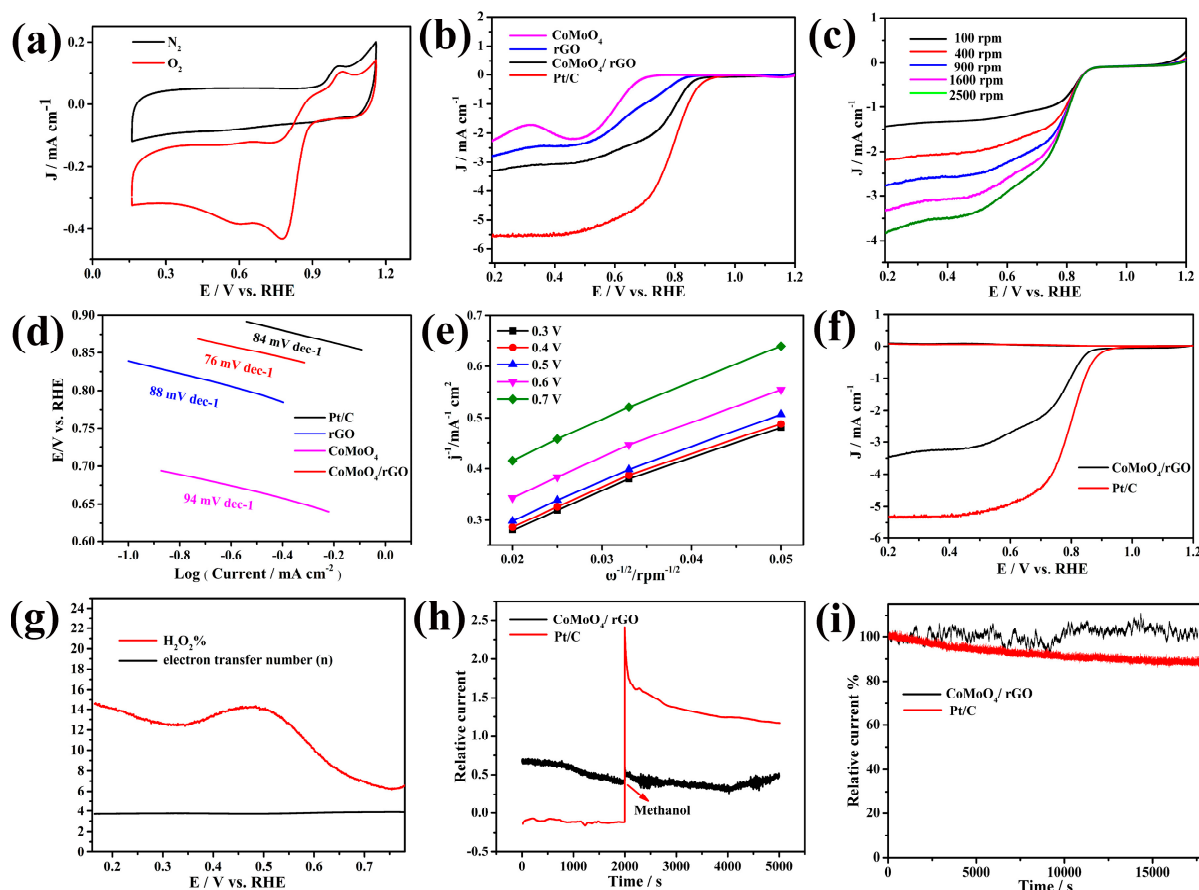 (a)
N2
O2
0.2
0.0
-0.2
-0.4
J / mA cm-1
0.0 0.3 0.6 0.9 1.2
E / V vs. RHE
(b)
CoMoO4
rGO
CoMoO4/ rGO
Pt/C
1
0
-1
-2
-3
-4
-5
-6
J / mA cm-1
0.2 0.4 0.6 0.8 1.0 1.2
E / V vs. RHE
(c)
100 rpm
400 rpm
900 rpm
1600 rpm
2500 rpm
1
0
-1
-2
-3
-4
J / mA cm-1
0.2 0.4 0.6 0.8 1.0 1.2
E / V vs. RHE
(d)
0.90
0.85
0.80
0.75
0.70
0.65
0.60
E/V vs. RHE
84 mV dec-1
76 mV dec-1
88 mV dec-1
94 mV dec-1
Pt/C
rGO
CoMoO4
CoMoO4/rGO
-1.0 -0.8 -0.6 -0.4 -0.2 0.0
Log ( Current / mA cm-2)
(e)
0.3 V
0.4 V
0.5 V
0.6 V
0.7 V
0.7
0.6
0.5
0.4
0.3
j-1/mA-1 cm2
0.02 0.03 0.04 0.05
ω-1/2/rpm-1/2
(f)
1
0
-1
-2
-3
-4
-5
-6
J / mA cm-1
CoMoO4/rGO
Pt/C
0.2 0.4 0.6 0.8 1.0 1.2
E / V vs. RHE
(g)
24
22
20
18
16
14
12
10
8
6
4
2
0
H2O2%
electron transfer number (n)
0.2 0.3 0.4 0.5 0.6 0.7
E / V vs. RHE
(h)
CoMoO4/ rGO
Pt/C
2.5
2.0
1.5
1.0
0.5
0.0
-0.5
Relative current
Methanol
0 1000 2000 3000 4000 5000
Time / s
(i)
100
80
60
40
20
0
Relative current %
CoMoO4/ rGO
Pt/C
0 5000 10000 15000
Time / s